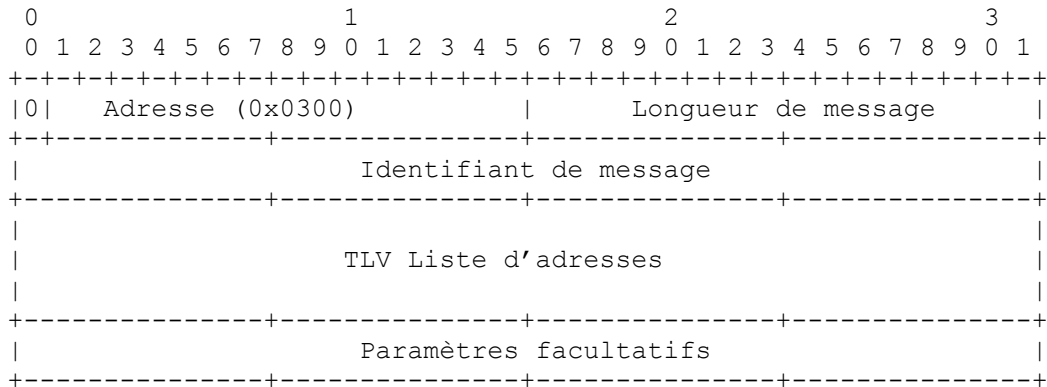 0                   1                   2                   3
 0 1 2 3 4 5 6 7 8 9 0 1 2 3 4 5 6 7 8 9 0 1 2 3 4 5 6 7 8 9 0 1
+-+-+-+-+-+-+-+-+-+-+-+-+-+-+-+-+-+-+-+-+-+-+-+-+-+-+-+-+-+-+-+-+
|0|   Adresse (0x0300)          |      Longueur de message      |
+-+-------------+---------------+---------------+---------------+
|                     Identifiant de message                    |
+---------------+---------------+---------------+---------------+
|                                                               |
|                    TLV Liste d’adresses                       |
|                                                               |
+---------------+---------------+---------------+---------------+
|                     Paramètres facultatifs                    |
+---------------+---------------+---------------+---------------+